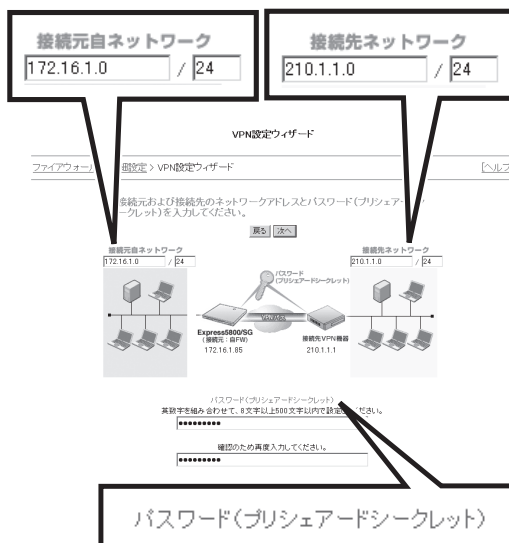 接続元自ネットワーク
172.16.1.0 / 24
接続先ネットワーク
210.1.1.0 / 24
VPN設定ウィザード
ファイアウォー 細設定 > VPN設定ウィザード [ヘルプ
接続元および接続先のネットワークアドレスとパスワード(プリシェア
ークレット)を入力してください。
戻る 次へ
接続元自ネットワーク
172.16.1.0 / 24
接続先ネットワーク
210.1.1.0 / 24
パスワード
(プリシェアードシークレット)
Express5800/SG
(接続元:自FW)
172.16.1.85
接続先VPN機器
210.1.1.1
パスワード(プリシェアードシークレット)
英数字を組み合わせて、8文字以上500文字以内で設定 ください。
●●●●●●●●●
確認のため再度入力してください。
●●●●●●●●●
パスワード(プリシェアードシークレット)